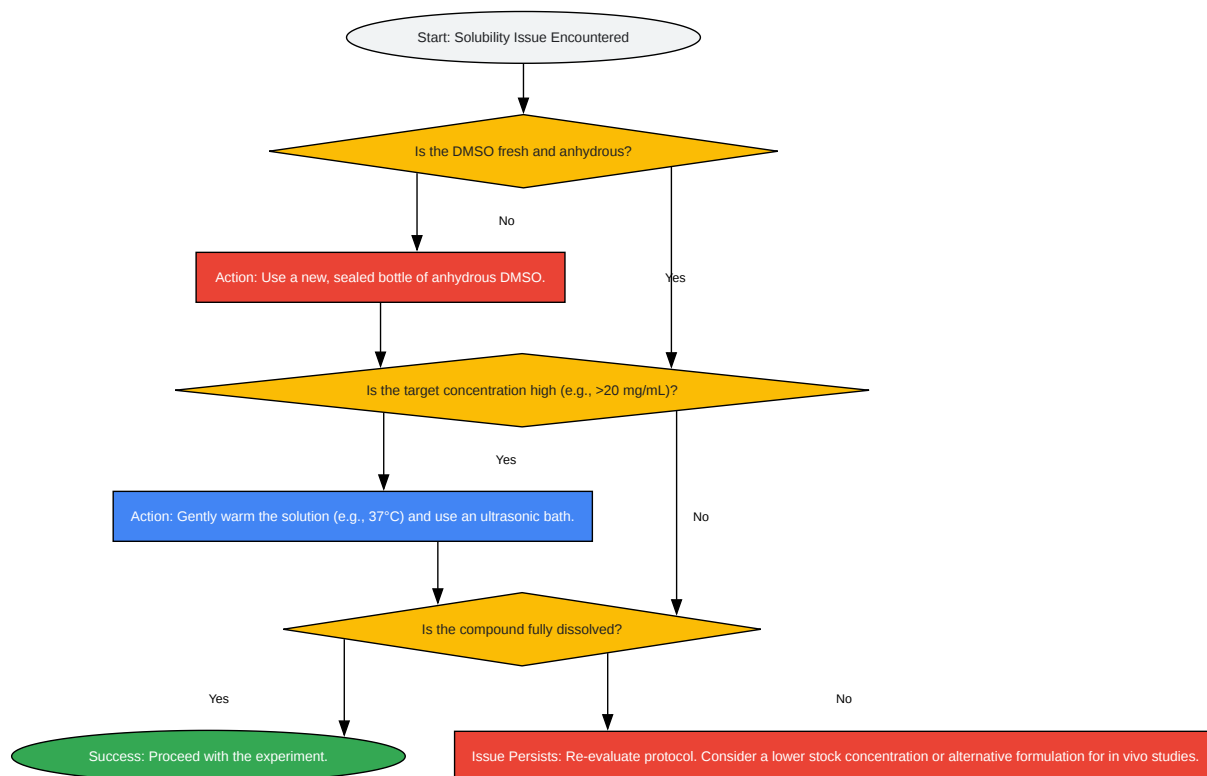 Start: Solubility Issue Encountered
Is the DMSO fresh and anhydrous?
No
Action: Use a new, sealed bottle of anhydrous DMSO.
Yes
Is the target concentration high (e.g., >20 mg/mL)?
Yes
Action: Gently warm the solution (e.g., 37°C) and use an ultrasonic bath.
No
Is the compound fully dissolved?
Yes
No
Success: Proceed with the experiment.
Issue Persists: Re-evaluate protocol. Consider a lower stock concentration or alternative formulation for in vivo studies.